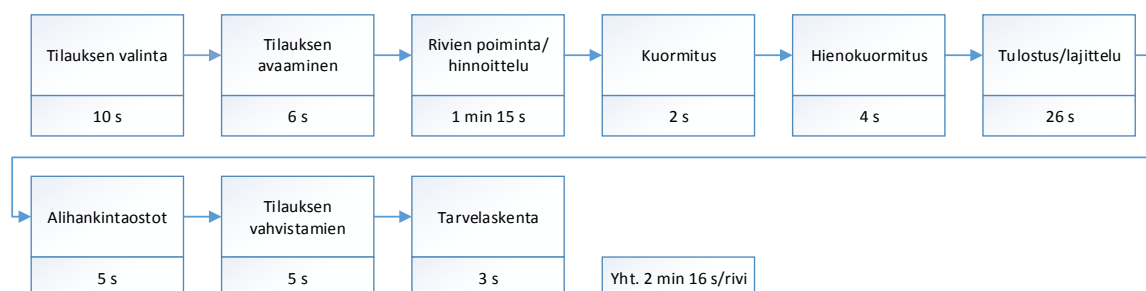 Tilauksen valinta
10 s
Tilauksen
avaaminen
6 s
Rivien poiminta/
hinnoittelu
1 min 15 s
Kuormitus
2 s
Hienokuormitus
4 s
Tulostus/lajittelu
26 s
Alihankintaostot
5 s
Tilauksen
vahvistamien
5 s
Tarvelaskenta
3 s
Yht. 2 min 16 s/rivi